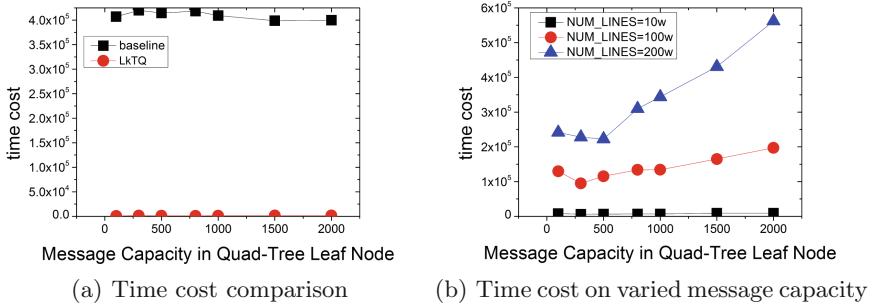 4.0x10⁵
3.5x10⁵
3.0x10⁵
2.5x10⁵
2.0x10⁵
1.5x10⁵
1.0x10⁵
5.0x10⁴
0.0
time cost
baseline
LkTQ
0 500 1000 1500 2000
Message Capacity in Quad-Tree Leaf Node
(a) Time cost comparison
6x10⁵
5x10⁵
4x10⁵
3x10⁵
2x10⁵
1x10⁵
0
time cost
NUM_LINES=10w
NUM_LINES=100w
NUM_LINES=200w
0 500 1000 1500 2000
Message Capacity in Quad-Tree Leaf Node
(b) Time cost on varied message capacity